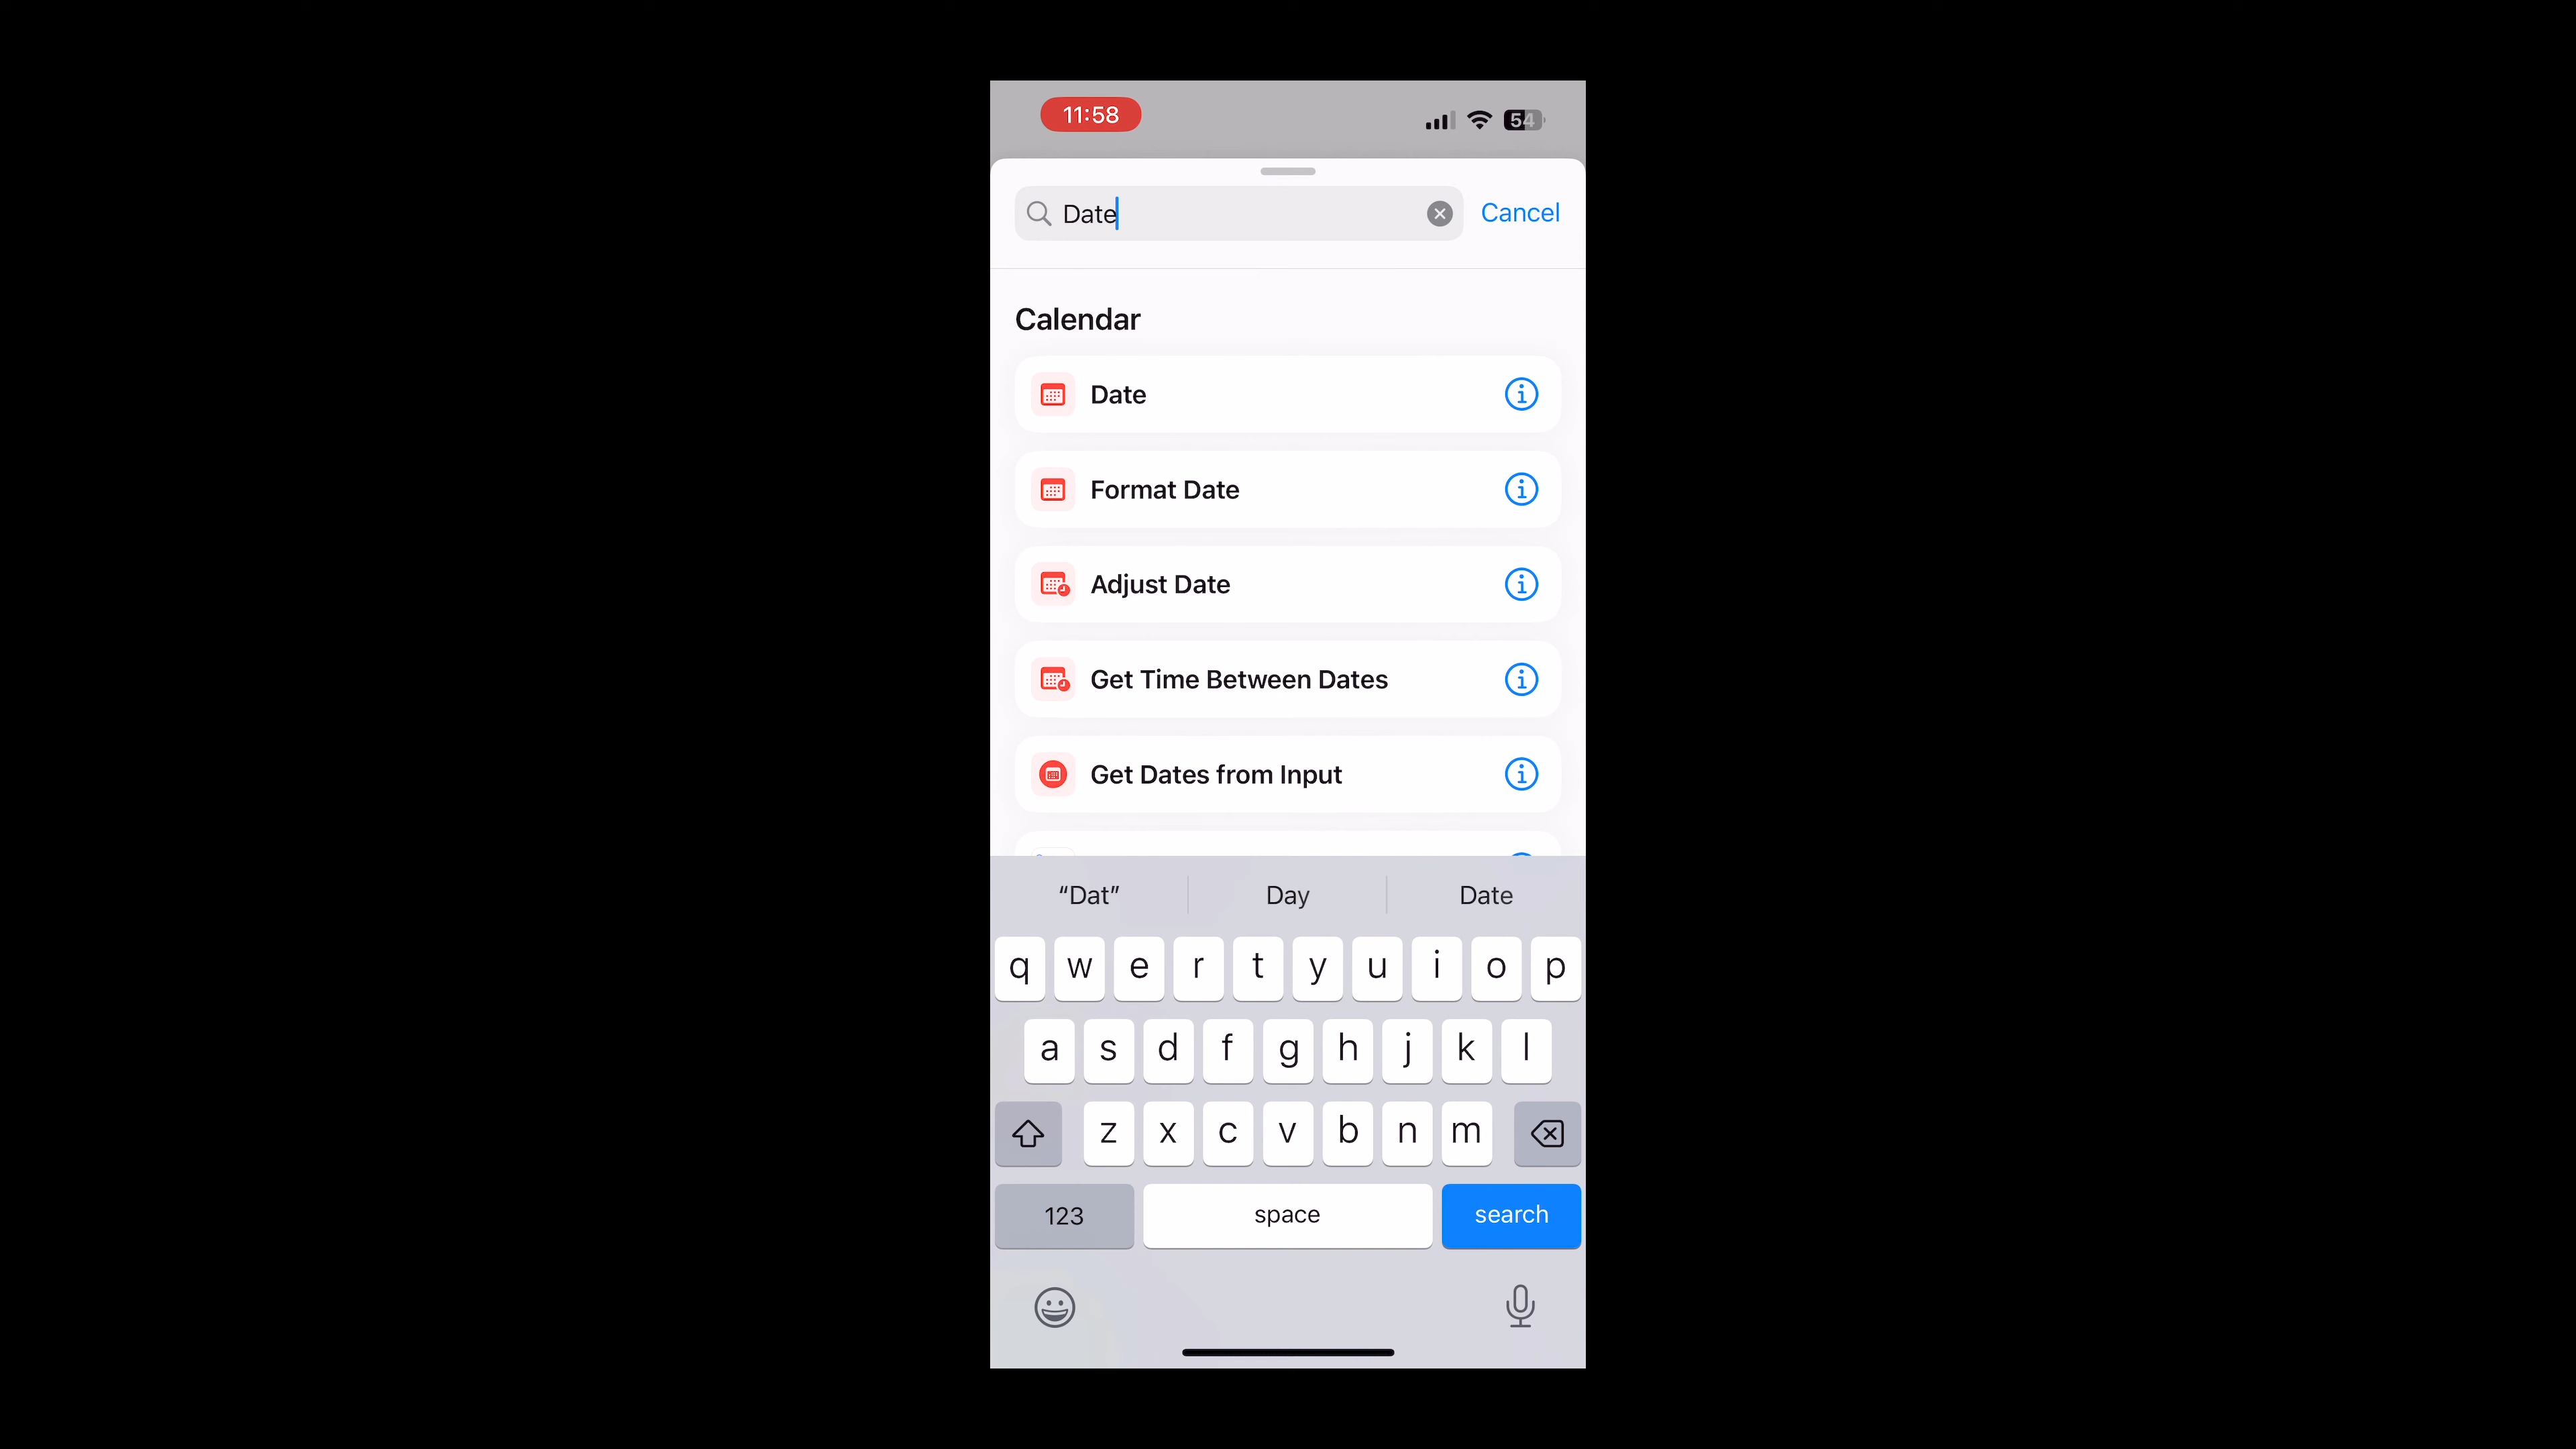 11:58
54
Date
Cancel
Calendar
Date
Format Date
Adjust Date
Get Time Between Dates
Get Dates from Input
“Dat” Day Date
q w e r t y u i o p
a s d f g h j k l
z x c v b n m
123 space search